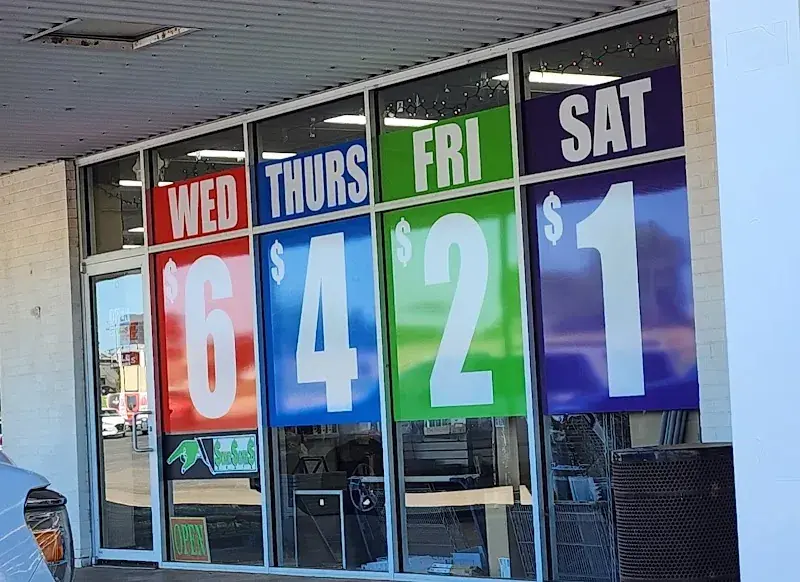 WED
$6
THURS
$4
FRI
$2
SAT
$1
OPEN